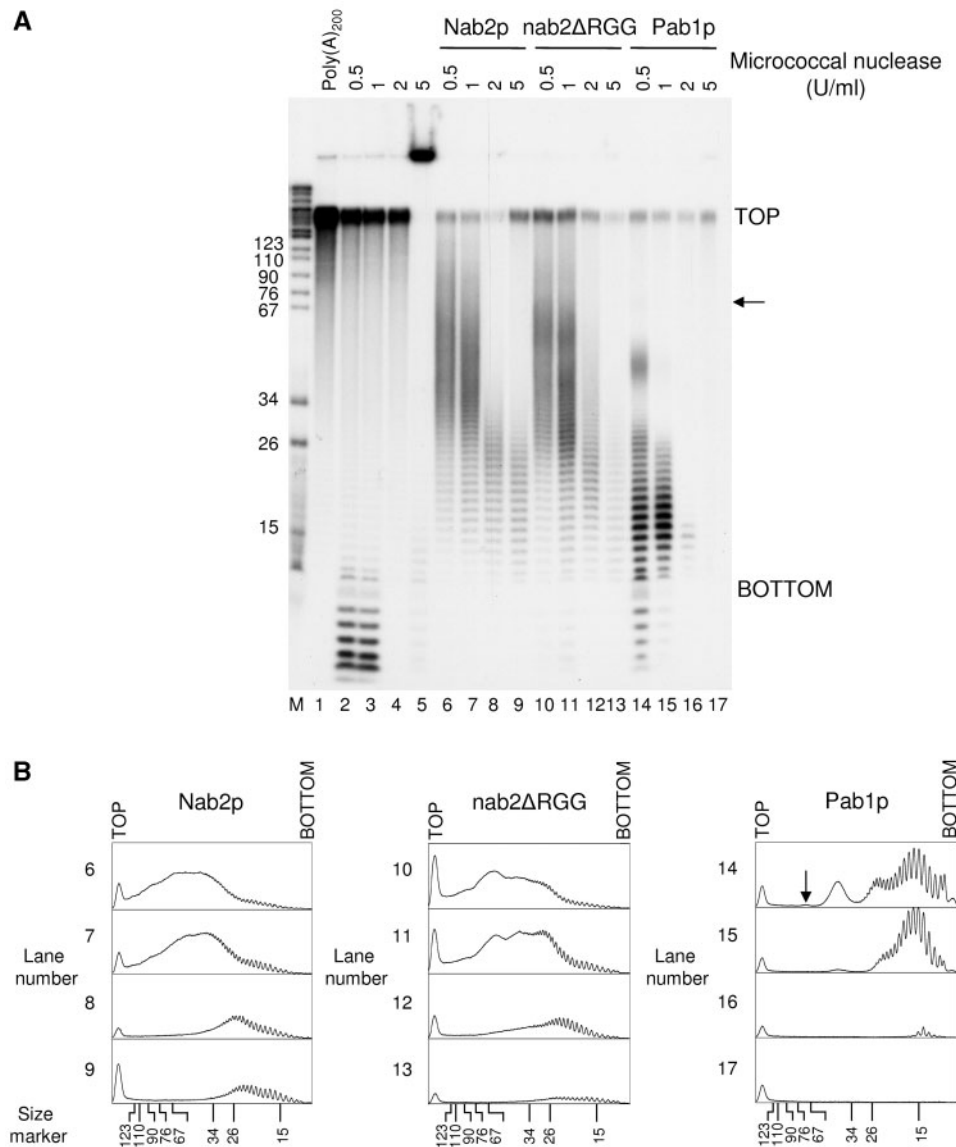 A
Nab2p nab2ΔRGG Pab1p
Poly(A)200 0.5 1 2 5 0.5 1 2 5 0.5 1 2 5 0.5 1 2 5
Micrococcal nuclease
(U/ml)
TOP
123
110
90
76
67
34
26
15
BOTTOM
M 1 2 3 4 5 6 7 8 9 10 11 12 13 14 15 16 17
B
TOP Nab2p BOTTOM
6
7
Lane
number
8
9
Size
marker
123 110 90 76 67 34 26 15
TOP nab2ΔRGG BOTTOM
10
11
Lane
number
12
13
123 110 90 76 67 34 26 15
TOP Pab1p BOTTOM
14
15
Lane
number
16
17
123 110 90 76 67 34 26 15